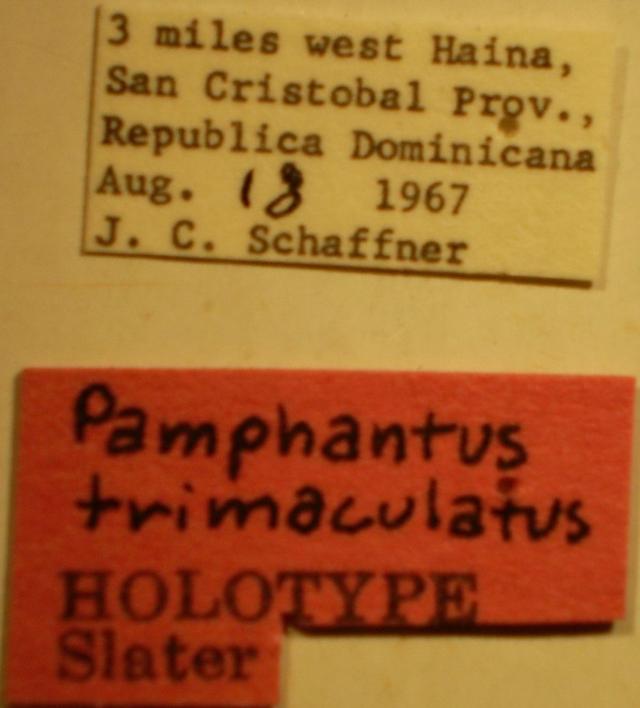 3 miles west Haina,
San Cristobal Prov.,
Republica Dominicana
Aug. 18 1967
J. C. Schaffner
Pamphantus
trimaculatus
HOLOTYPE
Slater